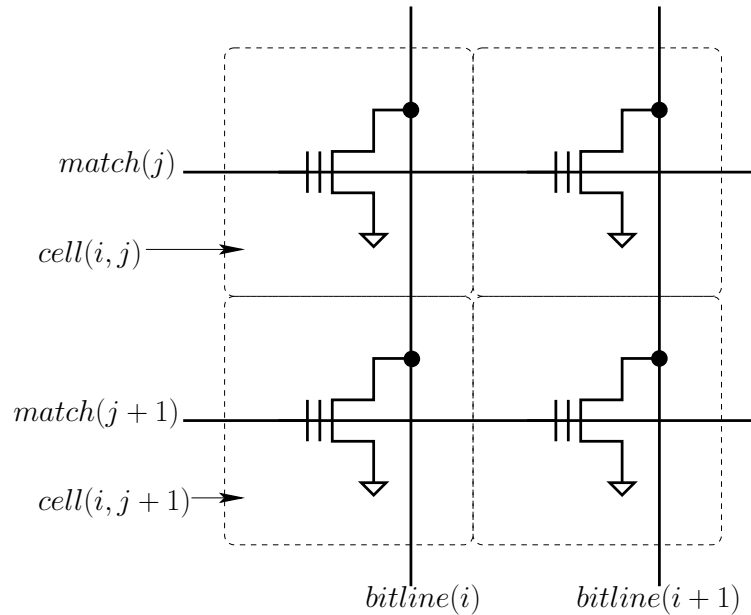 match(j)
cell(i, j)
match(j + 1)
cell(i, j + 1)
bitline(i)
bitline(i + 1)